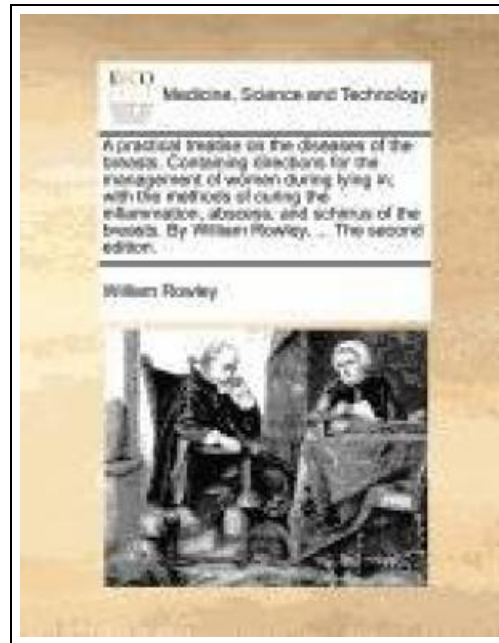 ECCO
Medicine, Science and Technology
A practical treatise on the diseases of the
breasts. Containing directions for the
management of women during lying in;
with the methods of curing the
inflammation, abscess, and schirrus of the
breasts. By William Rowley, ... The second
edition.
William Rowley